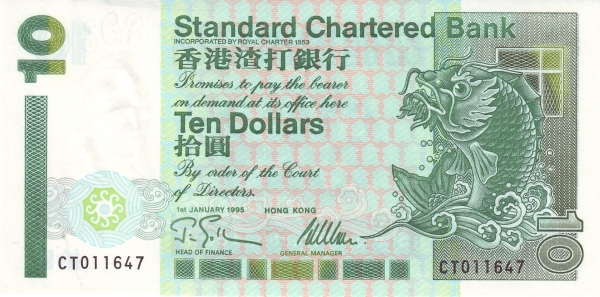 10
Standard Chartered Bank
INCORPORATED BY ROYAL CHARTER 1853
香港渣打銀行
Promises to pay the bearer
on demand at its office here
Ten Dollars
拾圓
By order of the Court
of Directors.
1ST JANUARY 1995 HONG KONG
HEAD OF FINANCE GENERAL MANAGER
CT011647 CT011647
10